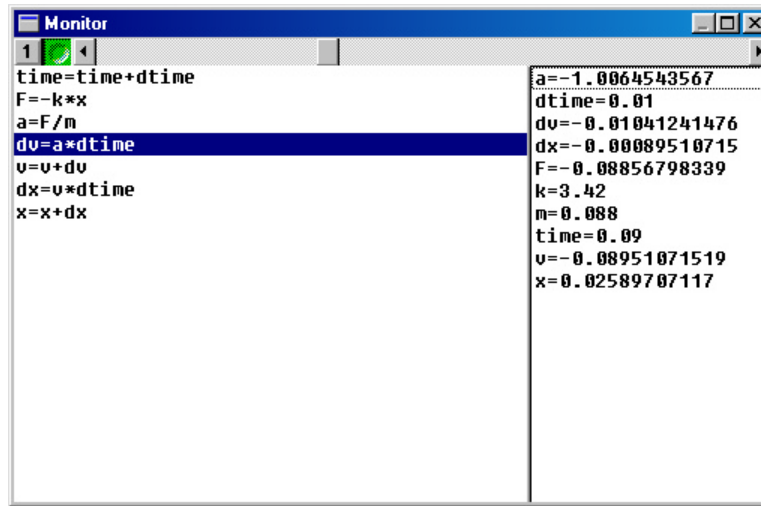 Monitor
1
time=time+dtime
F=-k*x
a=F/m
dv=a*dtime
v=v+dv
dx=v*dtime
x=x+dx
a=-1.0064543567
dtime=0.01
dv=-0.01041241476
dx=-0.00089510715
F=-0.08856798339
k=3.42
m=0.088
time=0.09
v=-0.08951071519
x=0.02589707117